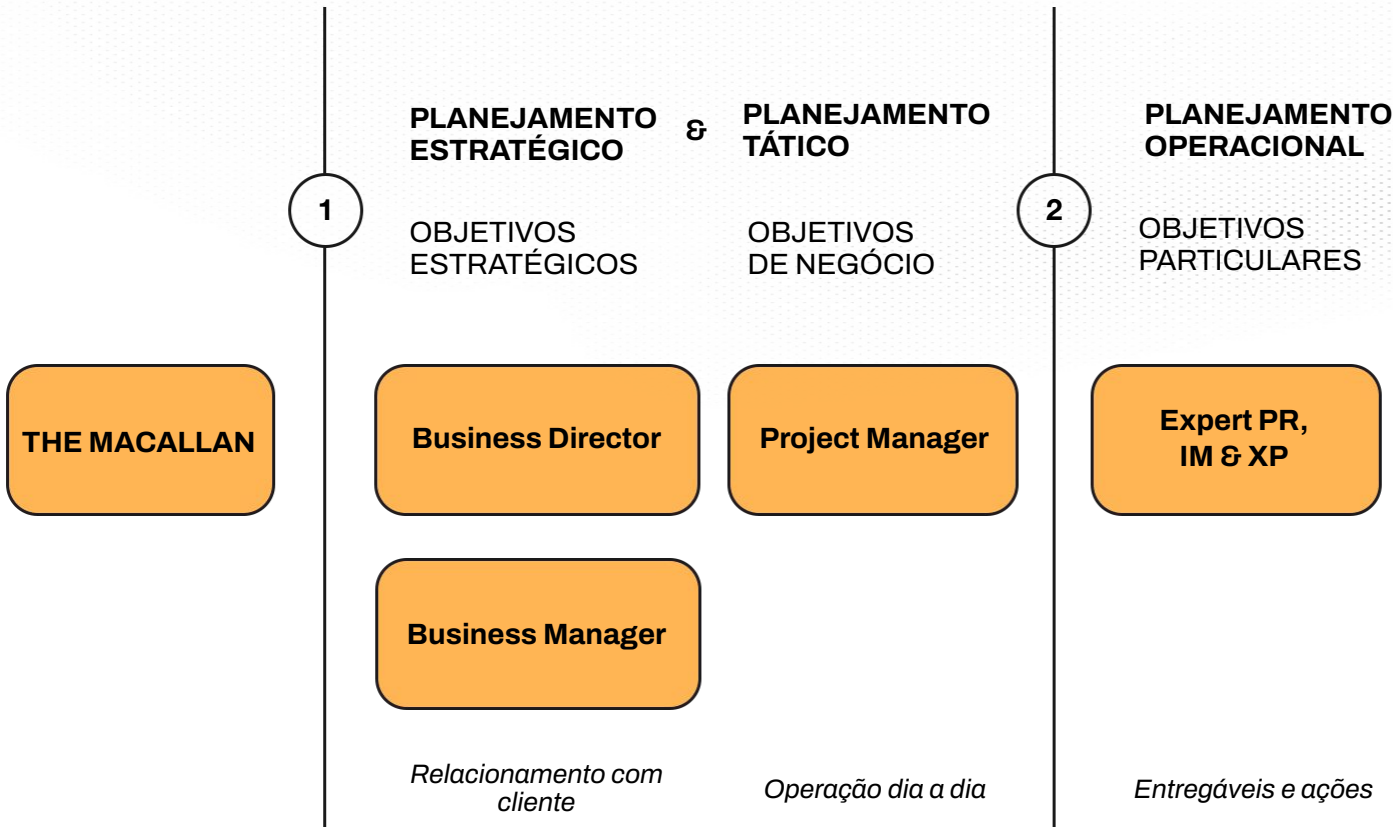 PLANEJAMENTO
ESTRATÉGICO
&
PLANEJAMENTO
TÁTICO
PLANEJAMENTO
OPERACIONAL
1
2
OBJETIVOS
ESTRATÉGICOS
OBJETIVOS
DE NEGÓCIO
OBJETIVOS
PARTICULARES
THE MACALLAN
Business Director
Project Manager
Expert PR,
IM & XP
Business Manager
Relacionamento com
cliente
Operação dia a dia
Entregáveis e ações